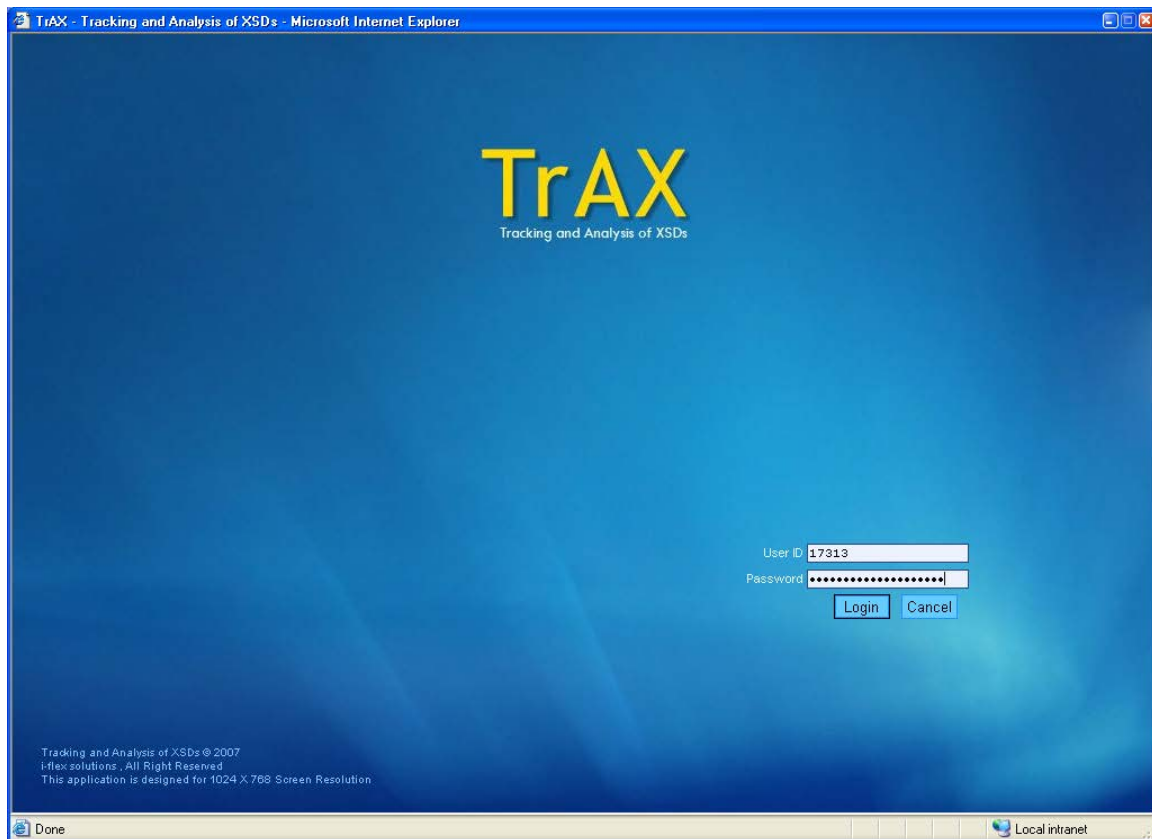 TrAX - Tracking and Analysis of XSDs - Microsoft Internet Explorer
TrAX
Tracking and Analysis of XSDs
User ID 17313
Password ••••••••••••••••••••
Login Cancel
Tracking and Analysis of XSDs © 2007
i-flex solutions , All Right Reserved
This application is designed for 1024 X 768 Screen Resolution
Done Local intranet